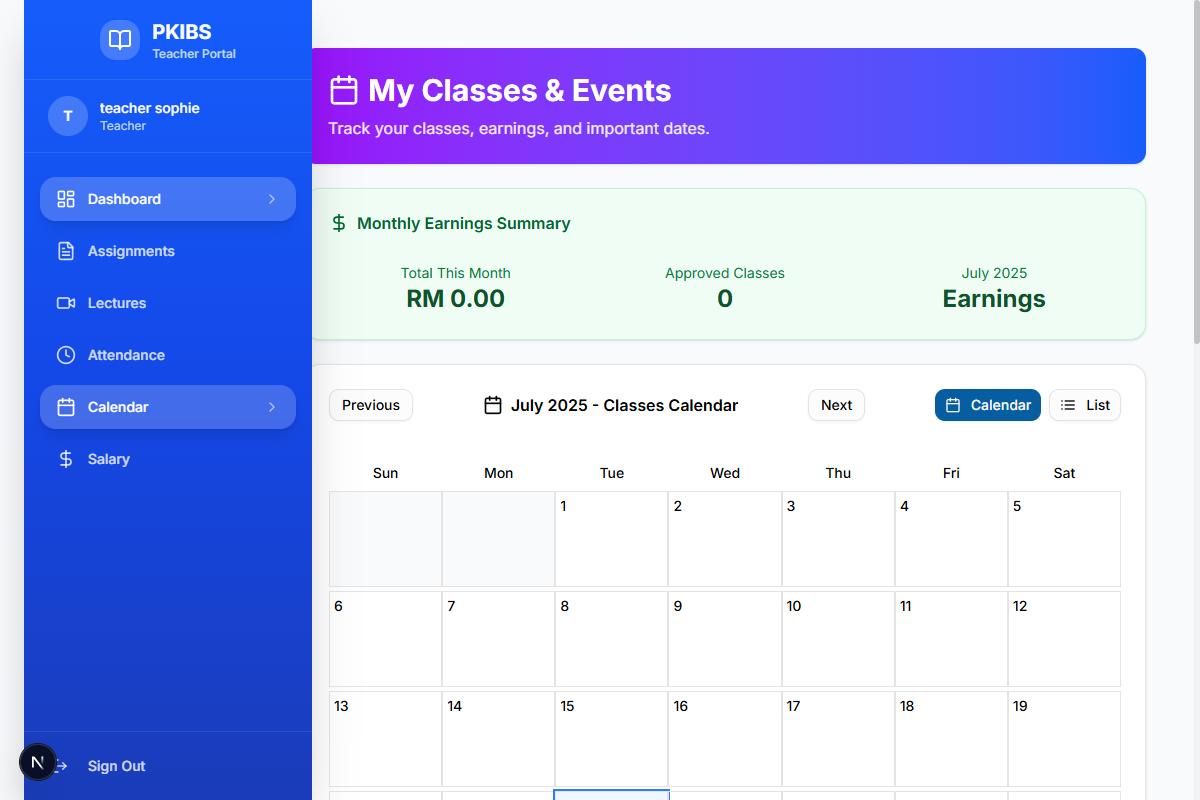 PKIBS
Teacher Portal
T
teacher sophie
Teacher
Dashboard
Assignments
Lectures
Attendance
Calendar
$ Salary
N
Sign Out
My Classes & Events
Track your classes, earnings, and important dates.
$ Monthly Earnings Summary
Total This Month
RM 0.00
Approved Classes
0
July 2025
Earnings
Previous
July 2025 - Classes Calendar
Next
Calendar
List
Sun Mon Tue Wed Thu Fri Sat
1 2 3 4 5
6 7 8 9 10 11 12
13 14 15 16 17 18 19